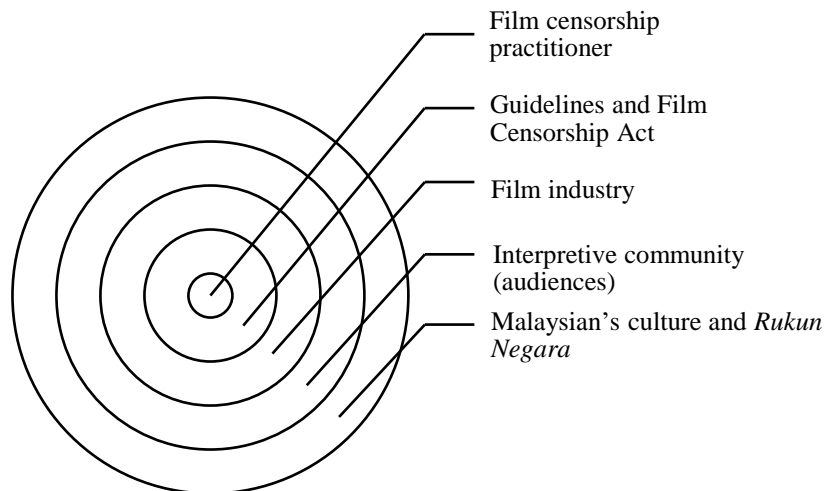 Film censorship
practitioner
Guidelines and Film
Censorship Act
Film industry
Interpretive community
(audiences)
Malaysian’s culture and Rukun
Negara